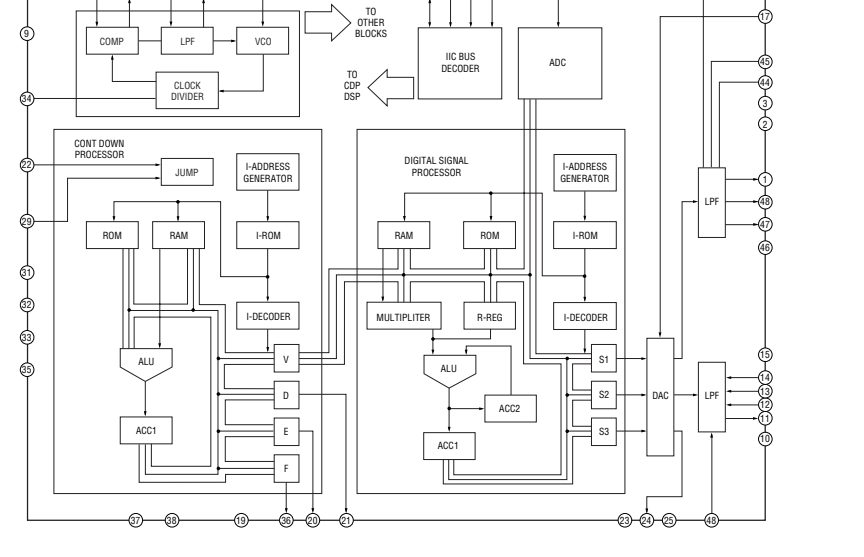 9
COMP
LPF
VCO
CLOCK
DIVIDER
34
TO
OTHER
BLOCKS
TO
CDP
DSP
IIC BUS
DECODER
ADC
17
45
44
3
2
CONT DOWN
PROCESSOR
22
JUMP
I-ADDRESS
GENERATOR
29
ROM
RAM
I-ROM
31
32
I-DECODER
33
35
ALU
V
D
ACC1
E
F
DIGITAL SIGNAL
PROCESSOR
I-ADDRESS
GENERATOR
RAM
ROM
I-ROM
MULTIPLITER
R-REG
I-DECODER
ALU
S1
ACC2
S2
ACC1
S3
DAC
LPF
1
48
47
46
15
LPF
14
13
12
11
10
37
38
19
36
20
21
23
24
25
48